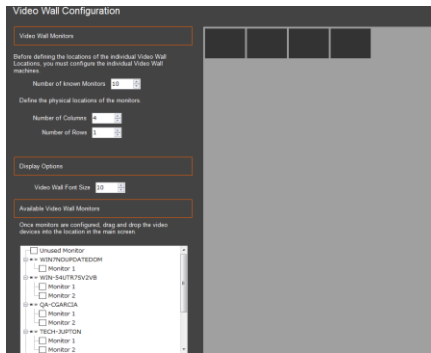 Video Wall Configuration
Video Wall Monitors
Before defining the locations of the individual Video Wall
Locations, you must configure the individual Video Wall
machines
Number of known Monitors 10
Define the physical locations of the monitors
Number of Columns 4
Number of Rows 1
Display Options
Video Wall Font Size 10
Available Video Wall Monitors
Once monitors are configured, drag and drop the video
devices into the location in the main screen.
Unused Monitor
WIN7NOUPDATEDOM
Monitor 1
WIN-54UTR7SV2VB
Monitor 1
Monitor 2
QA-CGARCIA
Monitor 1
Monitor 2
TECH-JUPTON
Monitor 1
Monitor 2